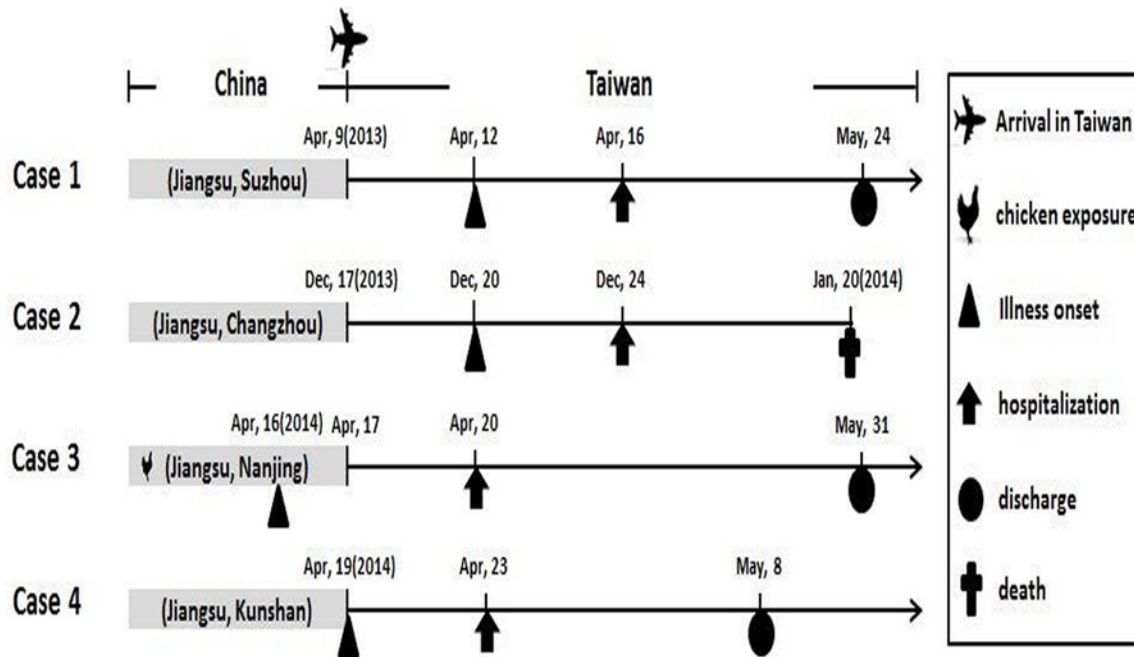 China
Taiwan
Apr, 9(2013)
Apr, 12
Apr, 16
May, 24
Case 1
(Jiangsu, Suzhou)
Dec, 17(2013)
Dec, 20
Dec, 24
Jan, 20(2014)
Case 2
(Jiangsu, Changzhou)
Apr, 16(2014)
Apr, 17
Apr, 20
May, 31
Case 3
(Jiangsu, Nanjing)
Apr, 19(2014)
Apr, 23
May, 8
Case 4
(Jiangsu, Kunshan)
Arrival in Taiwan
chicken exposure
Illness onset
hospitalization
discharge
death